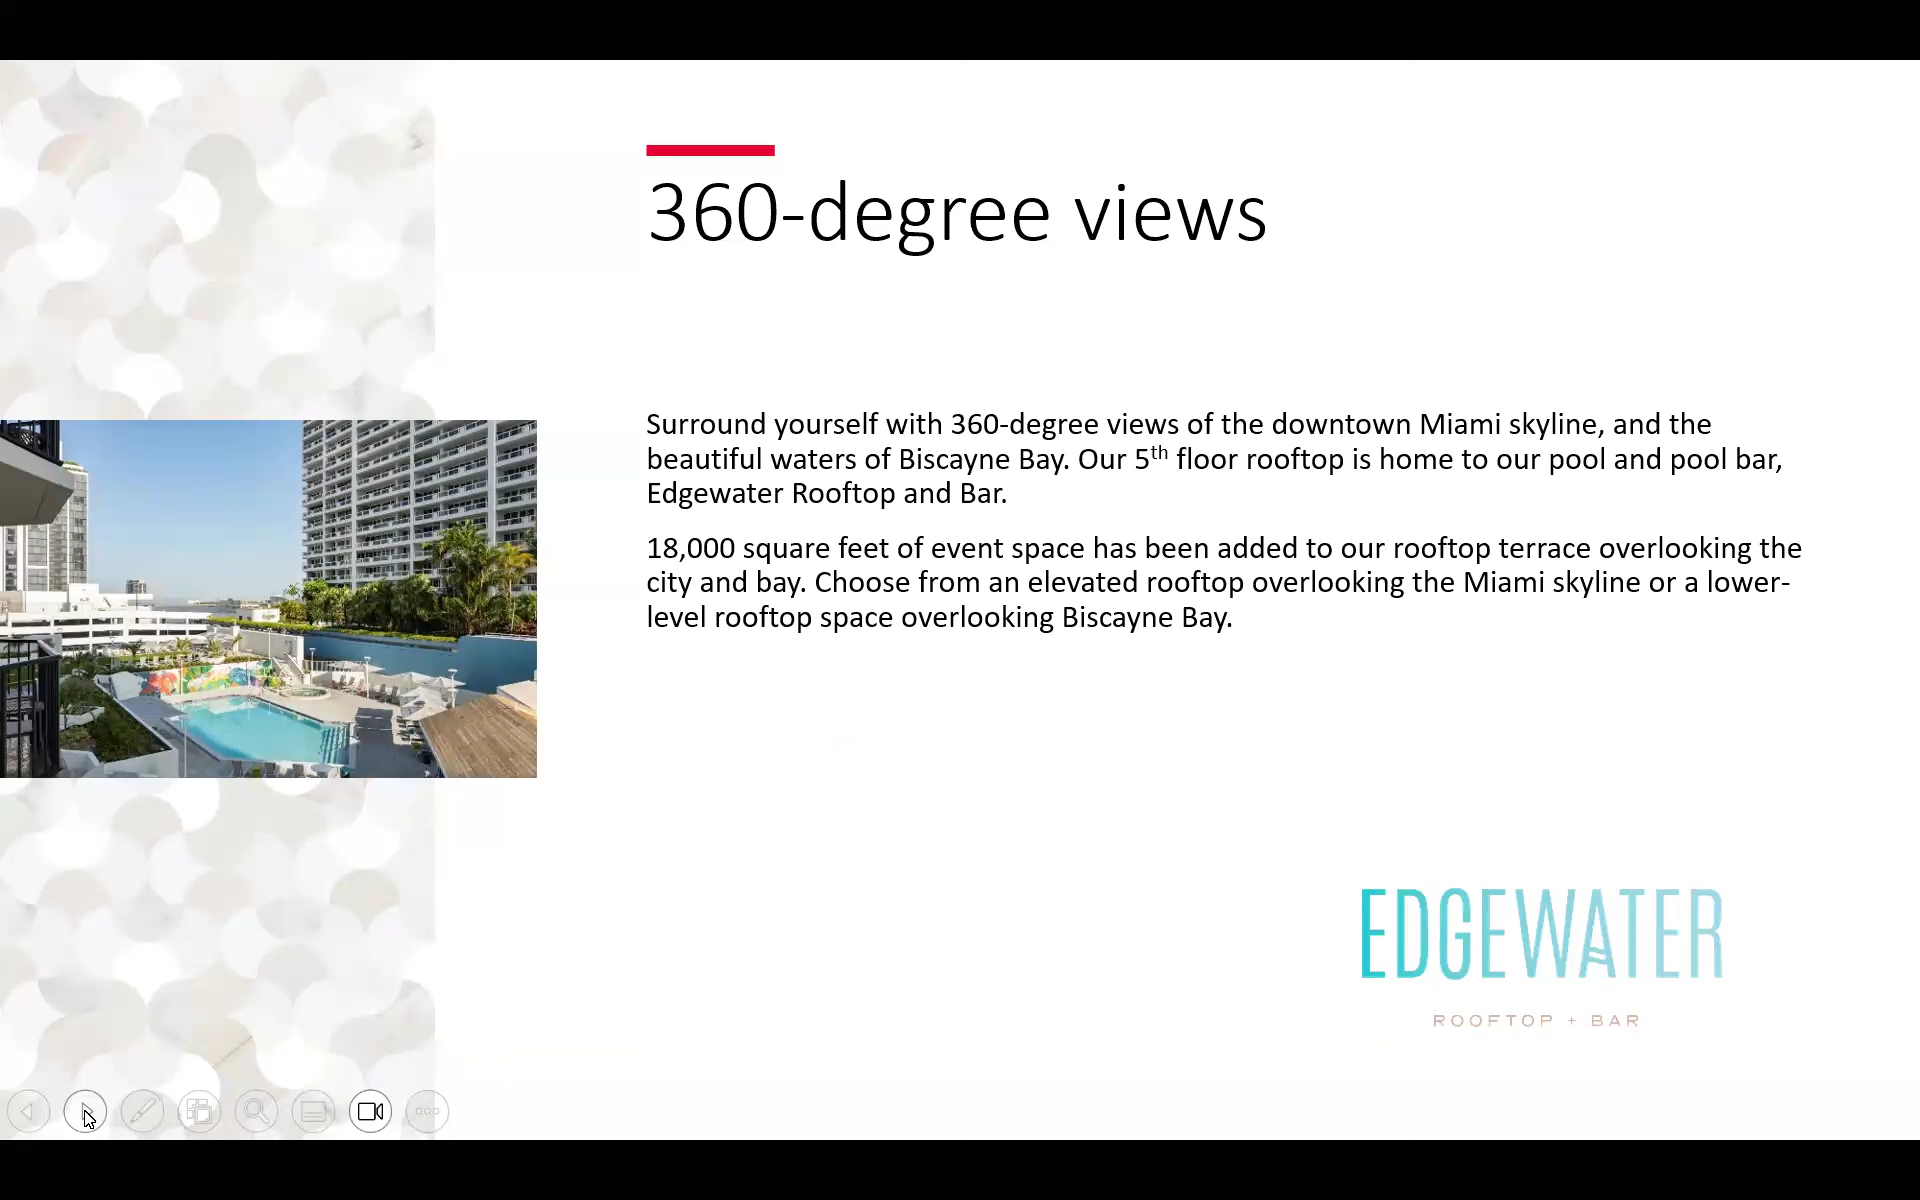 360-degree views
Surround yourself with 360-degree views of the downtown Miami skyline, and the
beautiful waters of Biscayne Bay. Our 5th floor rooftop is home to our pool and pool bar,
Edgewater Rooftop and Bar.
18,000 square feet of event space has been added to our rooftop terrace overlooking the
city and bay. Choose from an elevated rooftop overlooking the Miami skyline or a lower-
level rooftop space overlooking Biscayne Bay.
EDGEWATER
ROOFTOP + BAR